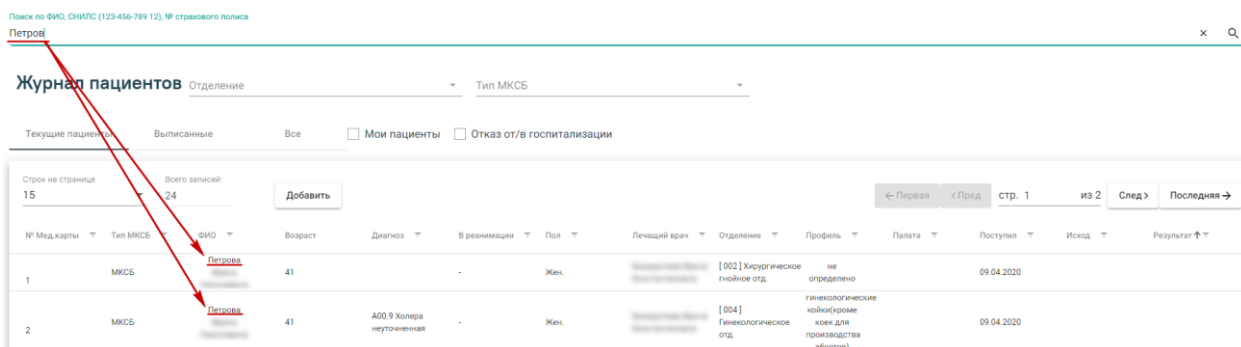 Поиск по ФИО, СНИЛС (123-456-789 12), № страхового полиса
Петров
Журнал пациентов Отделение Тип МКСБ
Текущие пациенты Выписанные Все Мои пациенты Отказ от/в госпитализации
Строк на странице Всего записей:
15 24 Добавить ← Первая < Пред стр. 1 из 2 След > Последняя →
№ Мед.карты Тип МКСБ ФИО Возраст Диагноз В реанимации Пол Лечащий врач Отделение Профиль Палата Поступил Исход Результат
Петрова
1 МКСБ 41 - Жен. [ 002 ] Хирургическое гнойное отд. не определено 09.04.2020
Петрова
2 МКСБ 41 A00.9 Холера неуточненная - Жен. [ 004 ] Гинекологическое отд. гинекологические койки(кроме коек для производства абортов) 09.04.2020